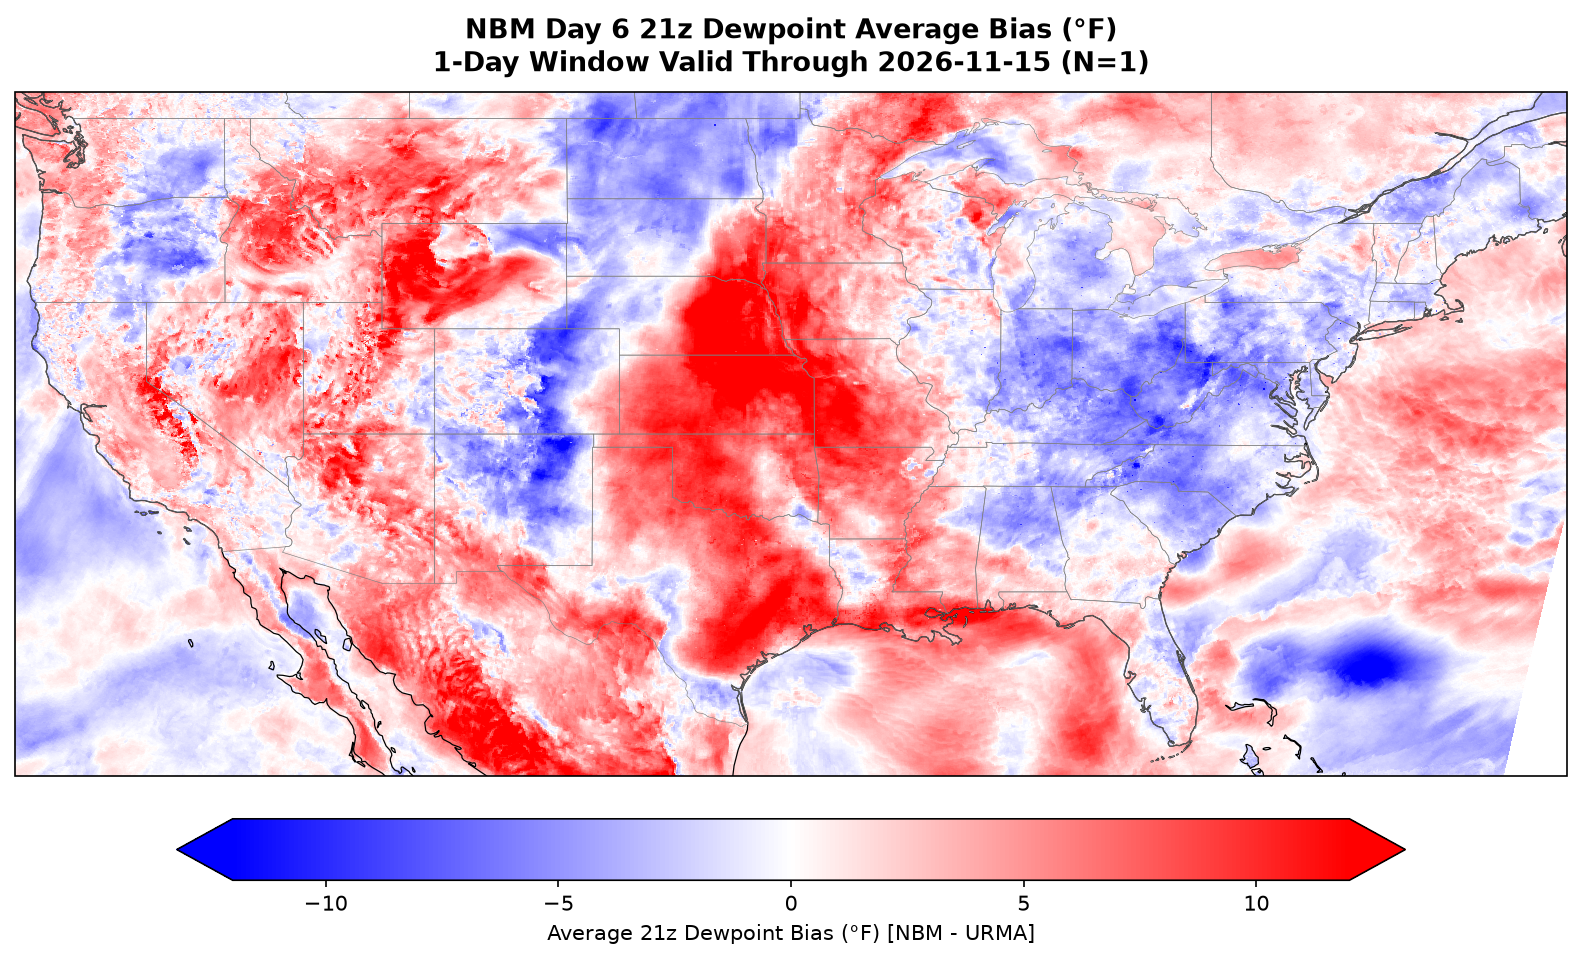 NBM Day 6 21z Dewpoint Average Bias (°F)
1-Day Window Valid Through 2026-11-15 (N=1)
−10 −5 0 5 10
Average 21z Dewpoint Bias (°F) [NBM - URMA]